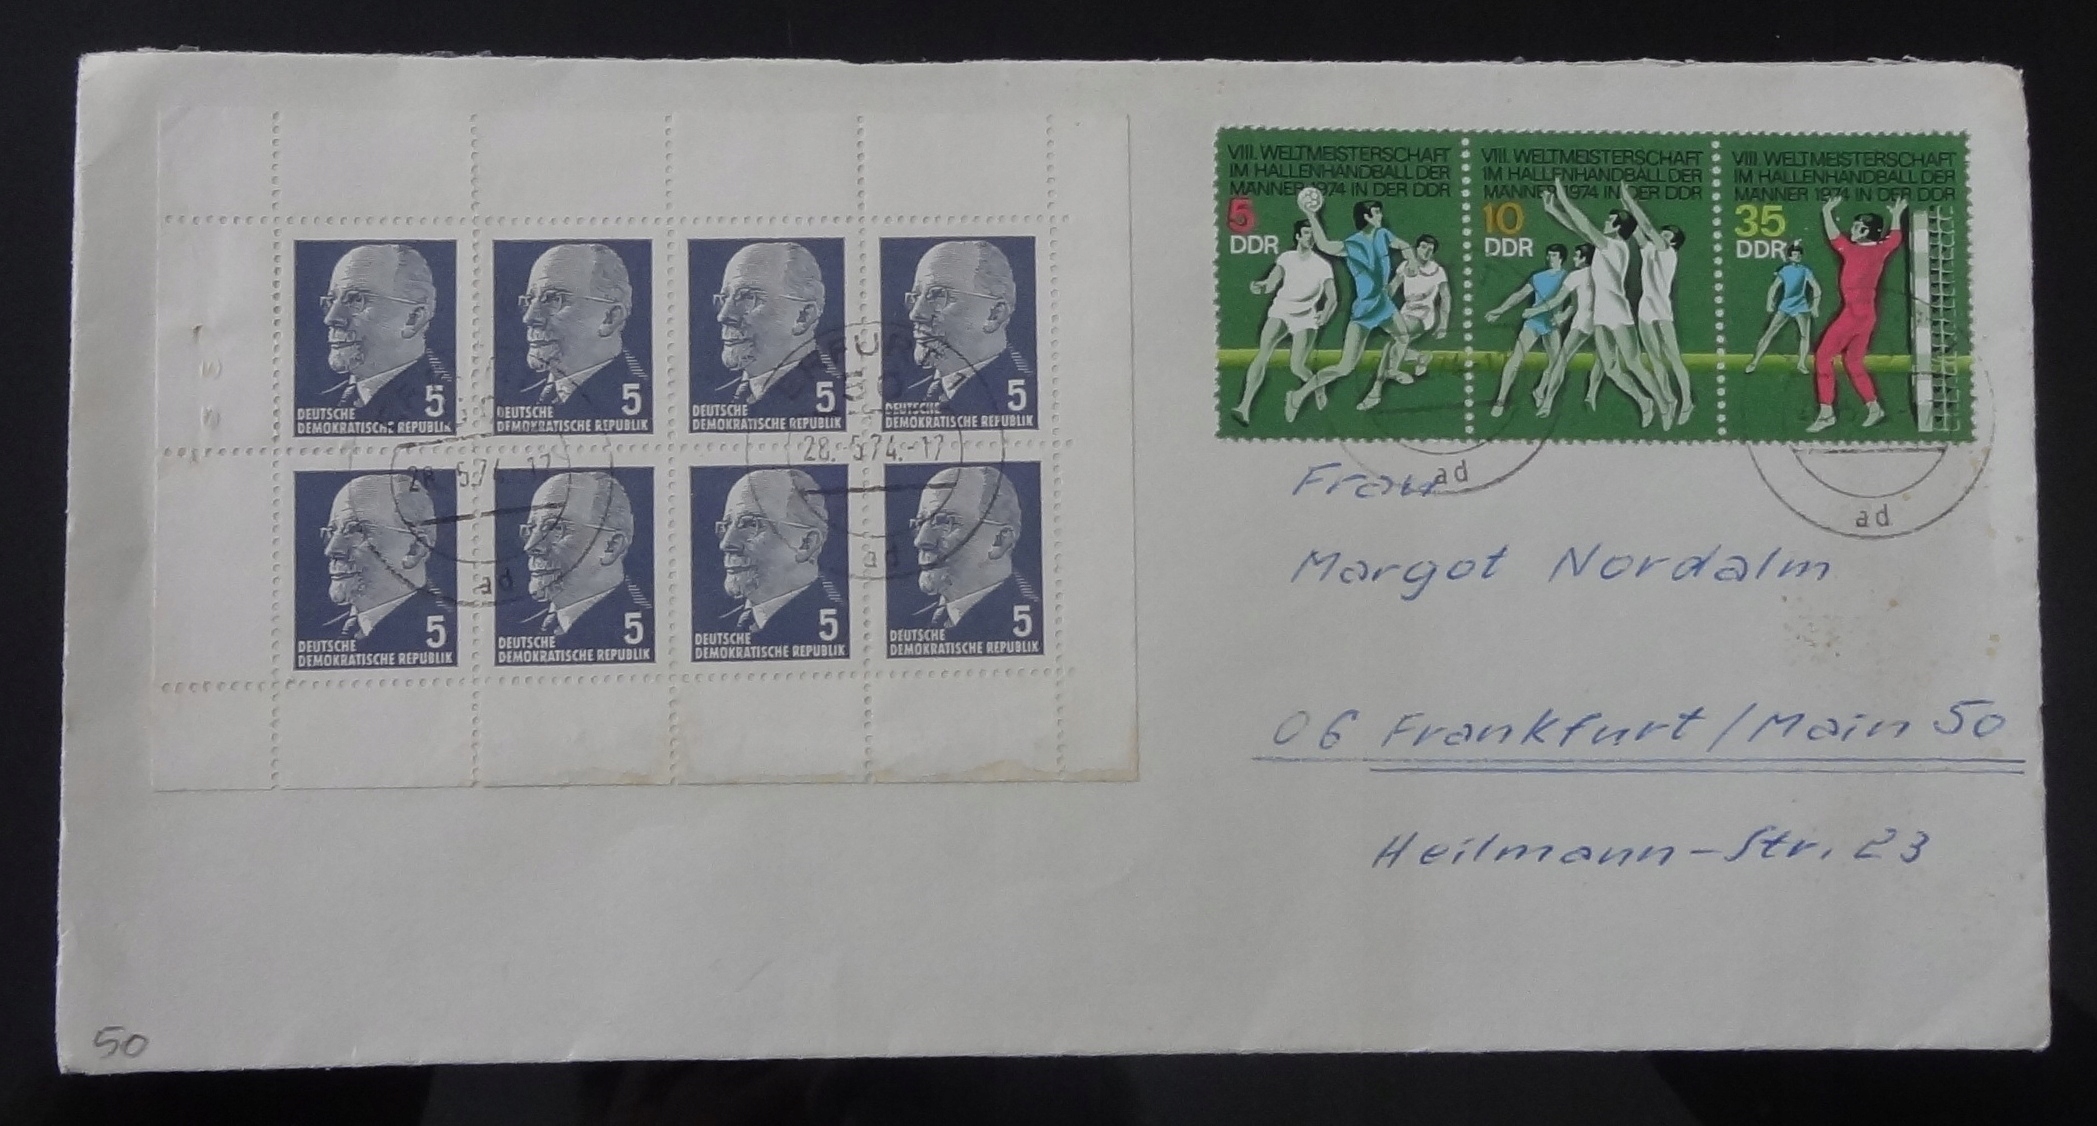 VIII. WELTMEISTERSCHAFT
IM HALLENHANDBALL DER
MÄNNER 1974 IN DER DDR
5
DDR
VIII. WELTMEISTERSCHAFT
IM HALLENHANDBALL DER
MÄNNER 1974 IN DER DDR
10
DDR
VIII. WELTMEISTERSCHAFT
IM HALLENHANDBALL DER
MÄNNER 1974 IN DER DDR
35
DDR
5
DEUTSCHE
DEMOKRATISCHE REPUBLIK
5
DEUTSCHE
DEMOKRATISCHE REPUBLIK
5
DEUTSCHE
DEMOKRATISCHE REPUBLIK
5
DEUTSCHE
DEMOKRATISCHE REPUBLIK
28.-5.74.-17
ad
ERFURT 1
28.-5.74.-17
ad
5
DEUTSCHE
DEMOKRATISCHE REPUBLIK
5
DEUTSCHE
DEMOKRATISCHE REPUBLIK
5
DEUTSCHE
DEMOKRATISCHE REPUBLIK
5
DEUTSCHE
DEMOKRATISCHE REPUBLIK
ad
ad
Frau
Margot Nordalm
06 Frankfurt/Main 50
Heilmann-Str. 23
50